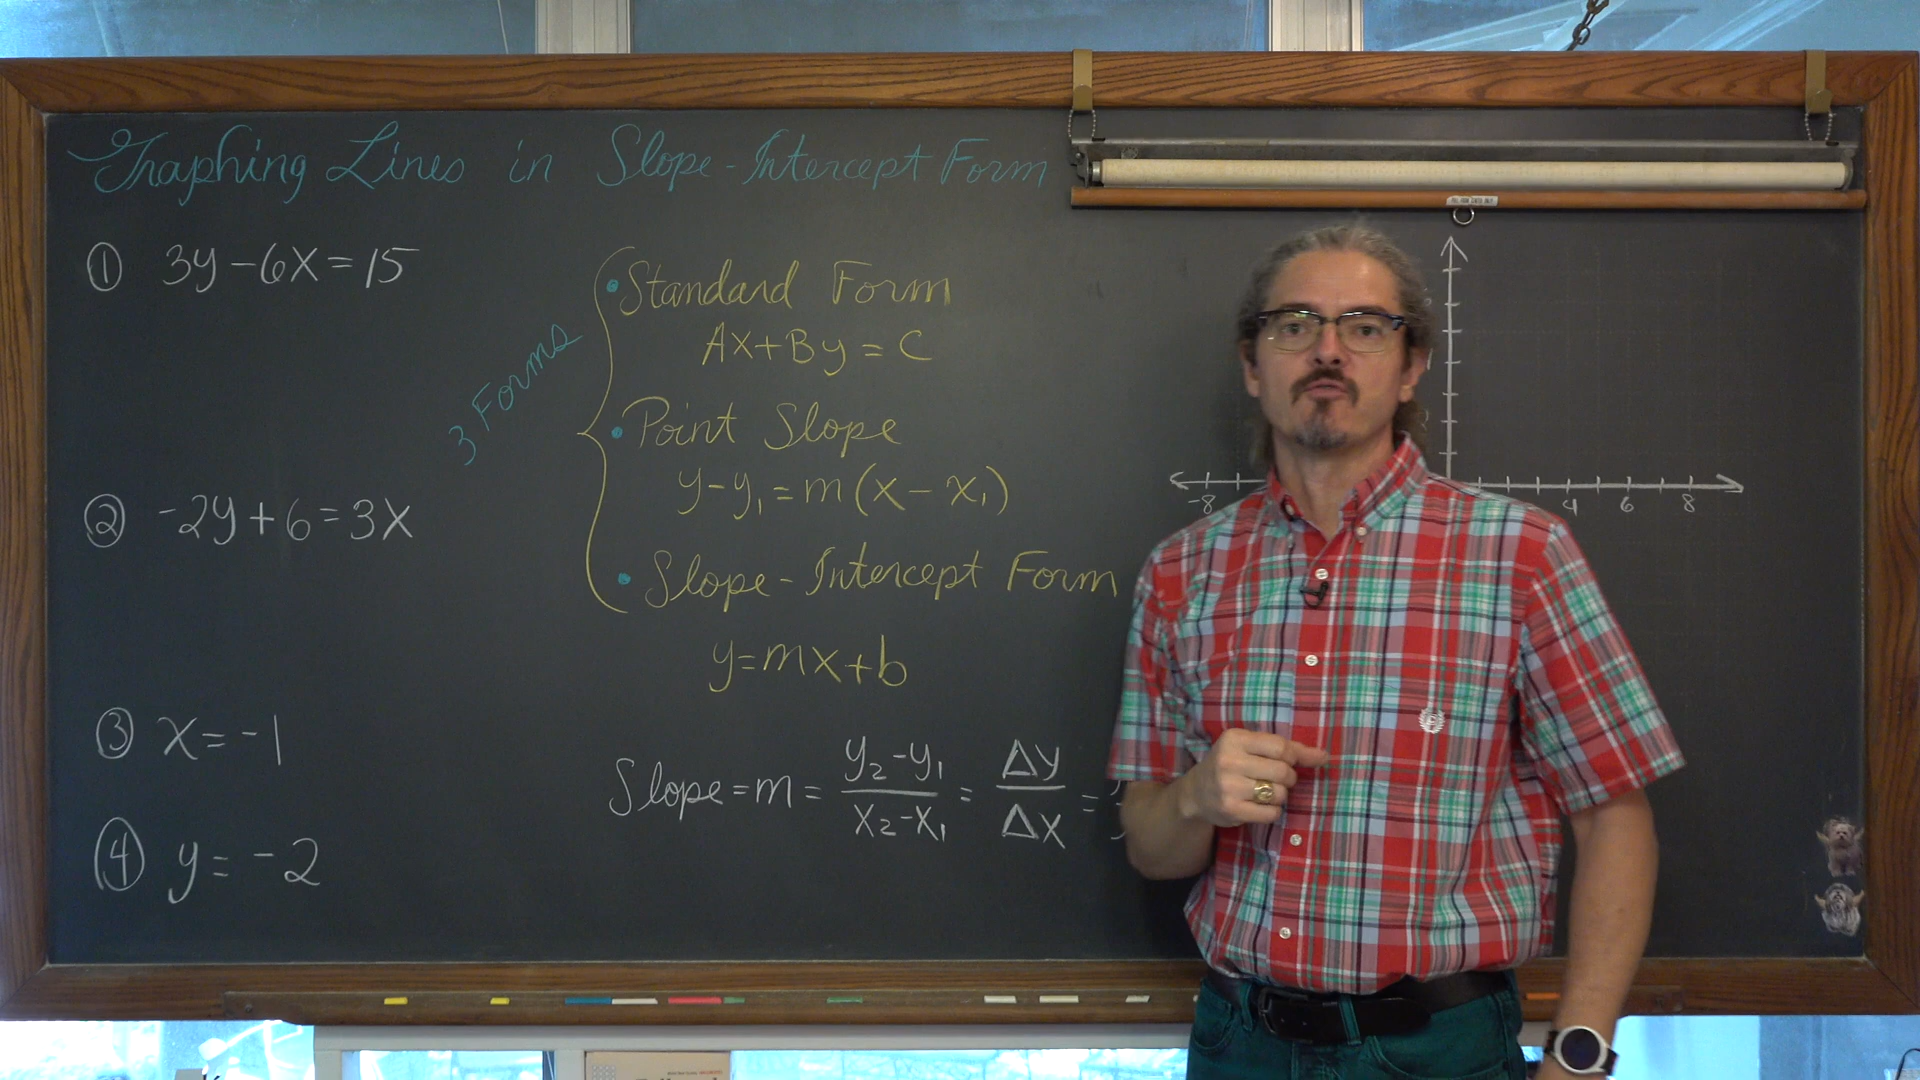 Graphing Lines in Slope-Intercept Form
① 3y-6x=15
② -2y+6=3x
③ x=-1
④ y=-2
3 Forms
• Standard Form
Ax+By=C
• Point Slope
y-y₁=m(x-x₁)
• Slope-Intercept Form
y=mx+b
Slope=m= y₂-y₁/x₂-x₁ = Δy/Δx =
-8 4 6 8